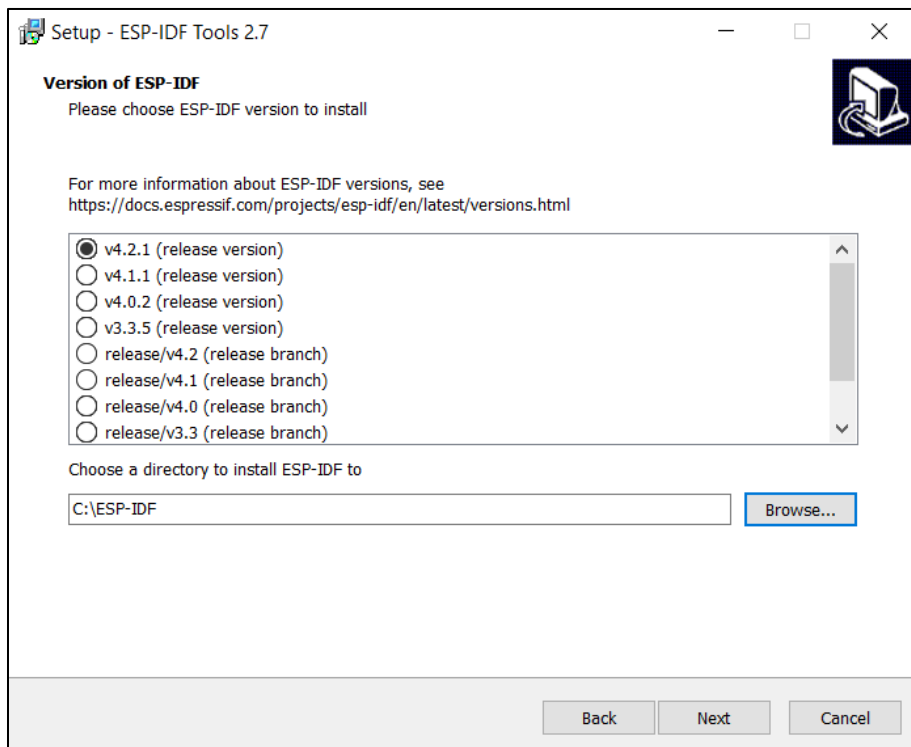 Setup - ESP-IDF Tools 2.7
Version of ESP-IDF
Please choose ESP-IDF version to install
For more information about ESP-IDF versions, see
https://docs.espressif.com/projects/esp-idf/en/latest/versions.html
v4.2.1 (release version)
v4.1.1 (release version)
v4.0.2 (release version)
v3.3.5 (release version)
release/v4.2 (release branch)
release/v4.1 (release branch)
release/v4.0 (release branch)
release/v3.3 (release branch)
Choose a directory to install ESP-IDF to
C:\ESP-IDF
Browse...
Back
Next
Cancel